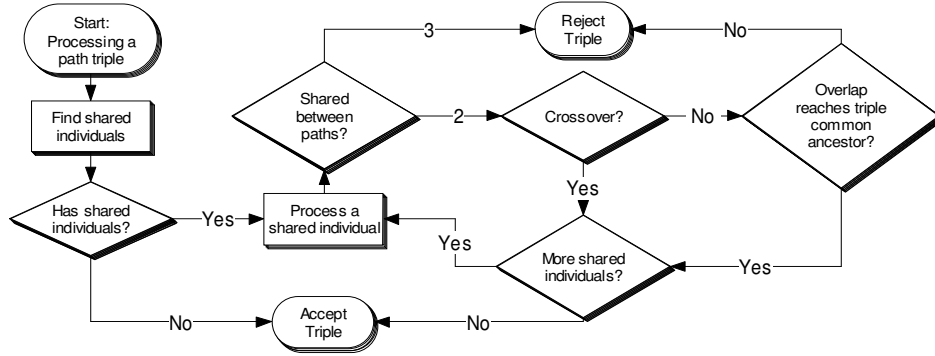 Start:
Processing a
path triple
Find shared
individuals
Has shared
individuals?
Yes
No
Process a
shared individual
Shared
between
paths?
3
2
Reject
Triple
Crossover?
No
Yes
Overlap
reaches triple
common
ancestor?
No
Yes
More shared
individuals?
Yes
No
Accept
Triple